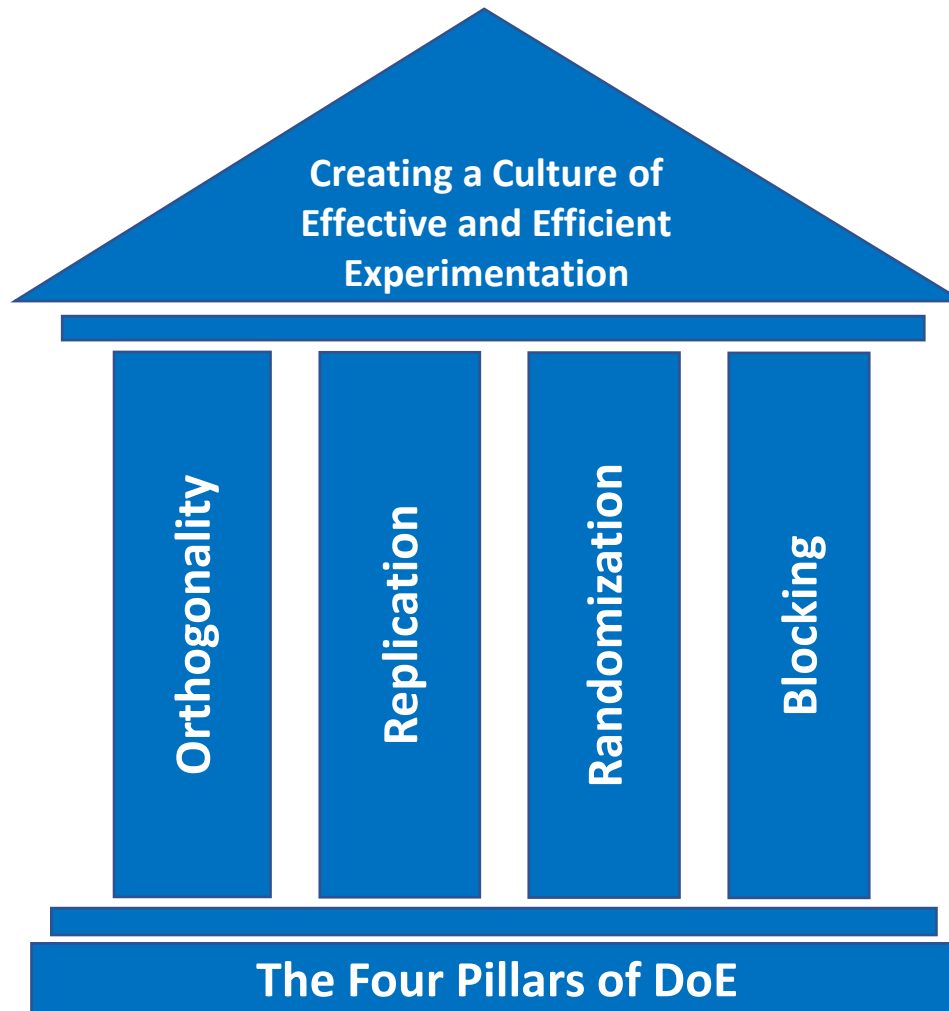 Creating a Culture of
Effective and Efficient
Experimentation
Orthogonality
Replication
Randomization
Blocking
The Four Pillars of DoE